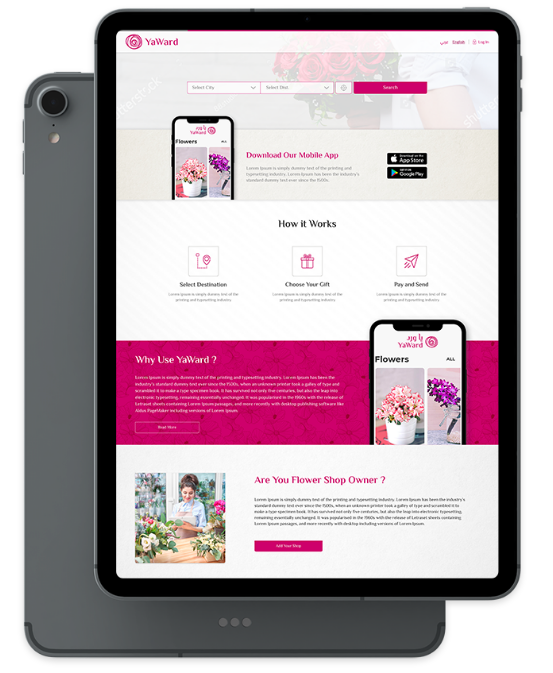 YaWard
عربي English Log In
Select City Select Dist. Search
يا ورد
YaWard
Flowers ALL
Download Our Mobile App
Lorem Ipsum is simply dummy text of the printing and
typesetting industry. Lorem Ipsum has been the industry's
standard dummy text ever since the 1500s.
Download on the
App Store
GET IT ON
Google Play
How it Works
Select Destination
Lorem Ipsum is simply dummy text of the
printing and typesetting industry.
Choose Your Gift
Lorem Ipsum is simply dummy text of the
printing and typesetting industry.
Pay and Send
Lorem Ipsum is simply dummy text of the
printing and typesetting industry.
Why Use YaWard ?
Lorem Ipsum is simply dummy text of the printing and typesetting industry. Lorem Ipsum has been the
industry's standard dummy text ever since the 1500s, when an unknown printer took a galley of type and
scrambled it to make a type specimen book. It has survived not only five centuries, but also the leap into
electronic typesetting, remaining essentially unchanged. It was popularised in the 1960s with the release of
Letraset sheets containing Lorem Ipsum passages, and more recently with desktop publishing software like
Aldus PageMaker including versions of Lorem Ipsum.
Read More
يا ورد
YaWard
Flowers ALL
Are You Flower Shop Owner ?
Lorem Ipsum is simply dummy text of the printing and typesetting industry. Lorem Ipsum has been the industry's
standard dummy text ever since the 1500s, when an unknown printer took a galley of type and scrambled it to
make a type specimen book. It has survived not only five centuries, but also the leap into electronic typesetting,
remaining essentially unchanged. It was popularised in the 1960s with the release of Letraset sheets containing
Lorem Ipsum passages, and more recently with desktop including versions of Lorem Ipsum.
Add Your Shop